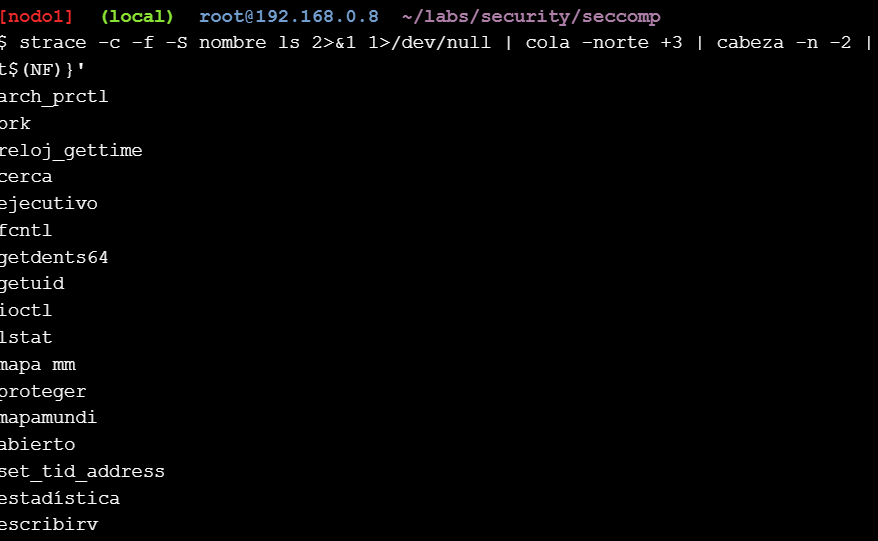 [nodo1] (local) root@192.168.0.8 ~/labs/security/seccomp
$ strace -c -f -S nombre ls 2>&1 1>/dev/null | cola -norte +3 | cabeza -n -2 |
t$(NF)}'
arch_prctl
ork
reloj_gettime
cerca
ejecutivo
fcntl
getdents64
getuid
ioctl
lstat
mapa mm
proteger
mapamundi
abierto
set_tid_address
estadística
escribirv